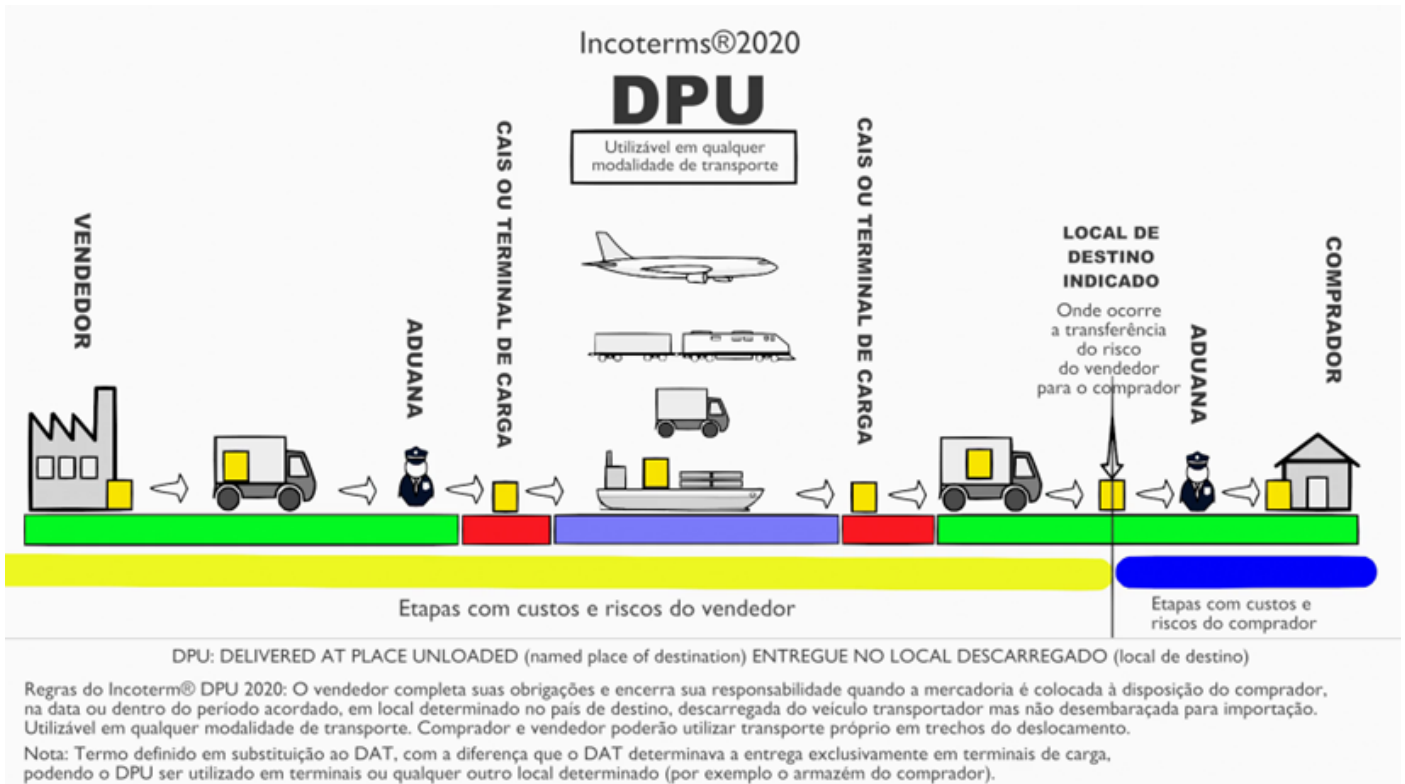 Incoterms®2020
DPU
Utilizável em qualquer
modalidade de transporte
VENDEDOR
ADUANA
CAIS OU TERMINAL DE CARGA
CAIS OU TERMINAL DE CARGA
LOCAL DE
DESTINO
INDICADO
Onde ocorre
a transferência
do risco
do vendedor
para o comprador
ADUANA
COMPRADOR
Etapas com custos e riscos do vendedor
Etapas com custos e
riscos do comprador
DPU: DELIVERED AT PLACE UNLOADED (named place of destination) ENTREGUE NO LOCAL DESCARREGADO (local de destino)
Regras do Incoterm® DPU 2020: O vendedor completa suas obrigações e encerra sua responsabilidade quando a mercadoria é colocada à disposição do comprador,
na data ou dentro do período acordado, em local determinado no país de destino, descarregada do veículo transportador mas não desembaraçada para importação.
Utilizável em qualquer modalidade de transporte. Comprador e vendedor poderão utilizar transporte próprio em trechos do deslocamento.
Nota: Termo definido em substituição ao DAT, com a diferença que o DAT determinava a entrega exclusivamente em terminais de carga,
podendo o DPU ser utilizado em terminais ou qualquer outro local determinado (por exemplo o armazém do comprador).